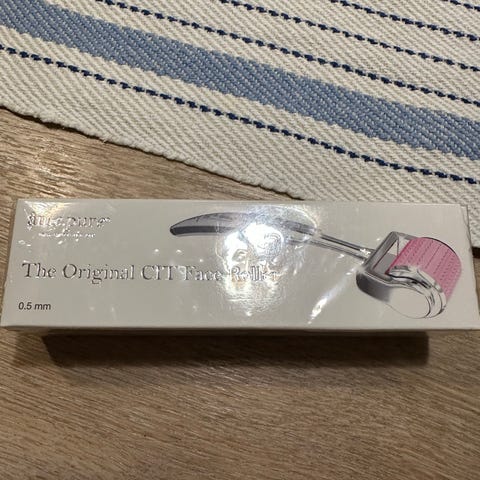 The Original CIT Face Roller
0.5 mm